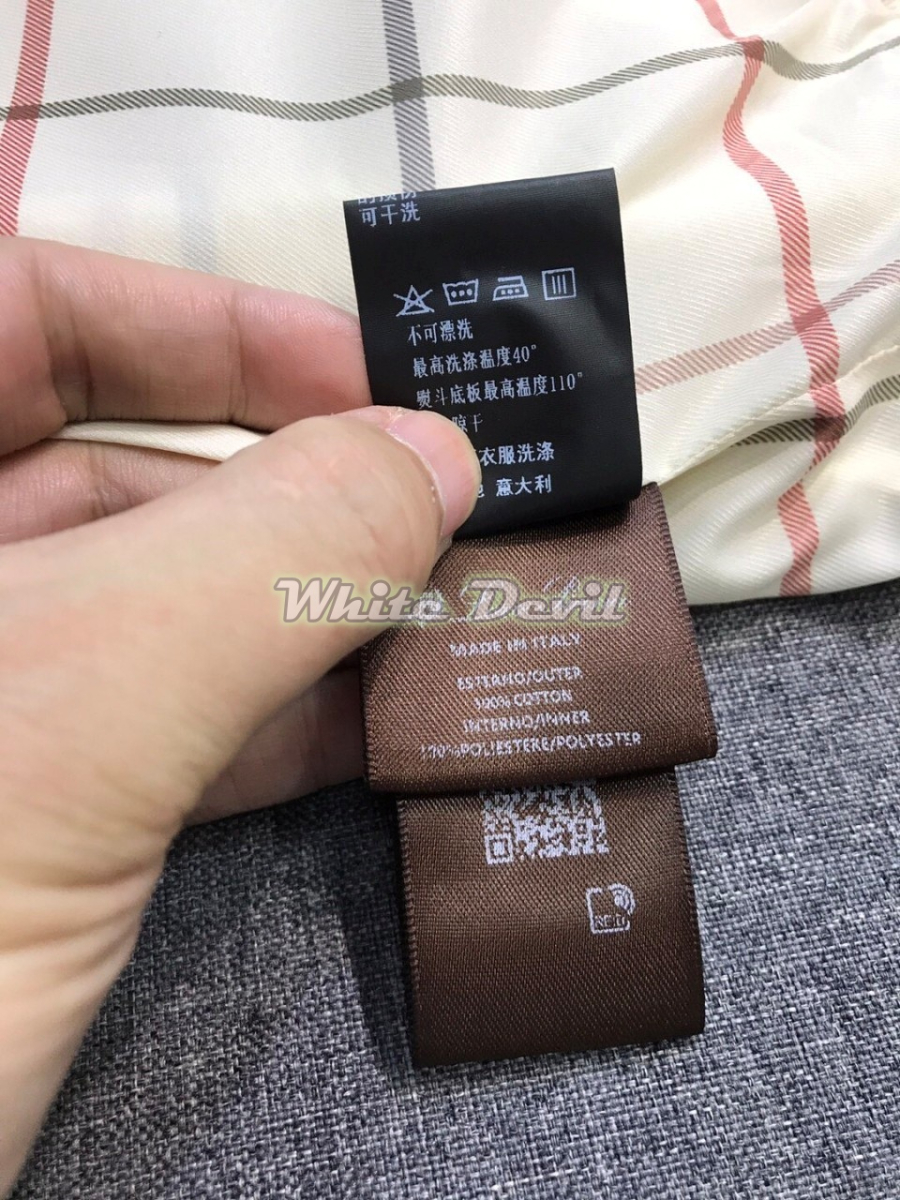 可干洗
不可漂洗
最高洗涤温度40°
熨斗底板最高温度110°
晾干
衣服洗涤
意大利
White Devil
MADE IN ITALY
ESTERNO/OUTER
100% COTTON
INTERNO/INNER
100%POLIESTERE/POLYESTER